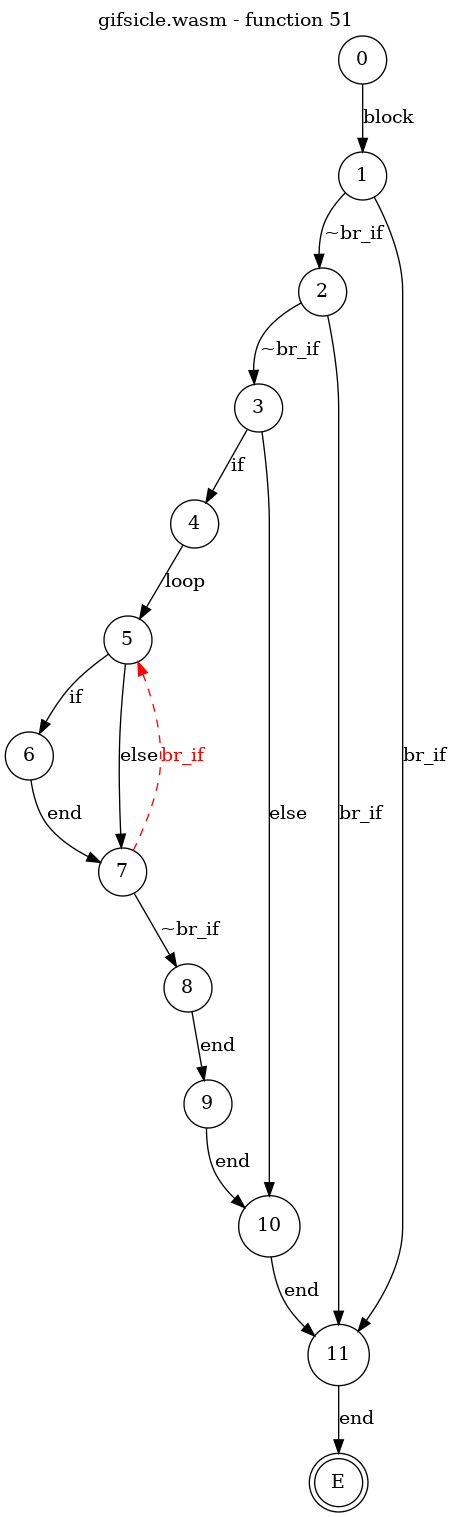 gifsicle.wasm - function 51
0
block
1
~br_if
2
~br_if
3
if
4
loop
5
if
6
else
br_if
else
br_if
br_if
end
7
~br_if
8
end
9
end
10
end
11
end
E